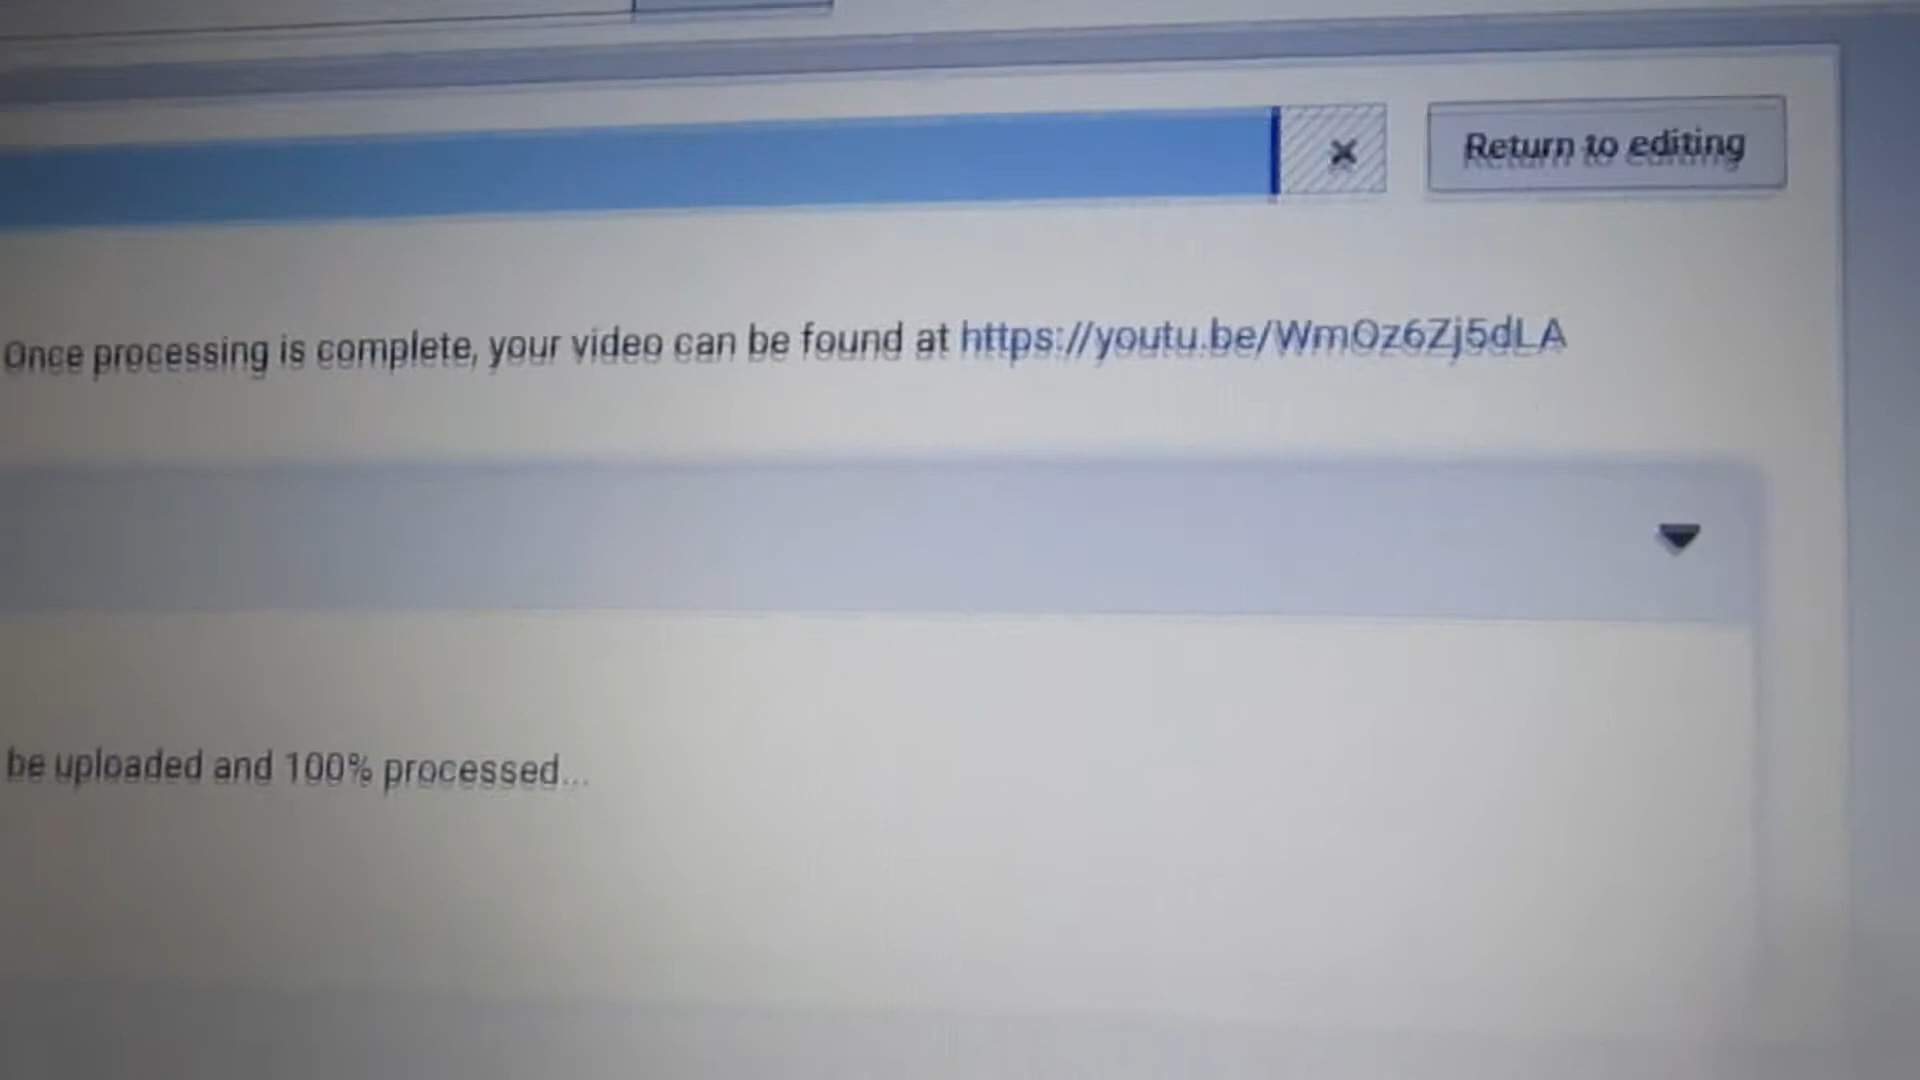 Return to editing
Once processing is complete, your video can be found at https://youtu.be/WmOz6Zj5dLA
be uploaded and 100% processed...